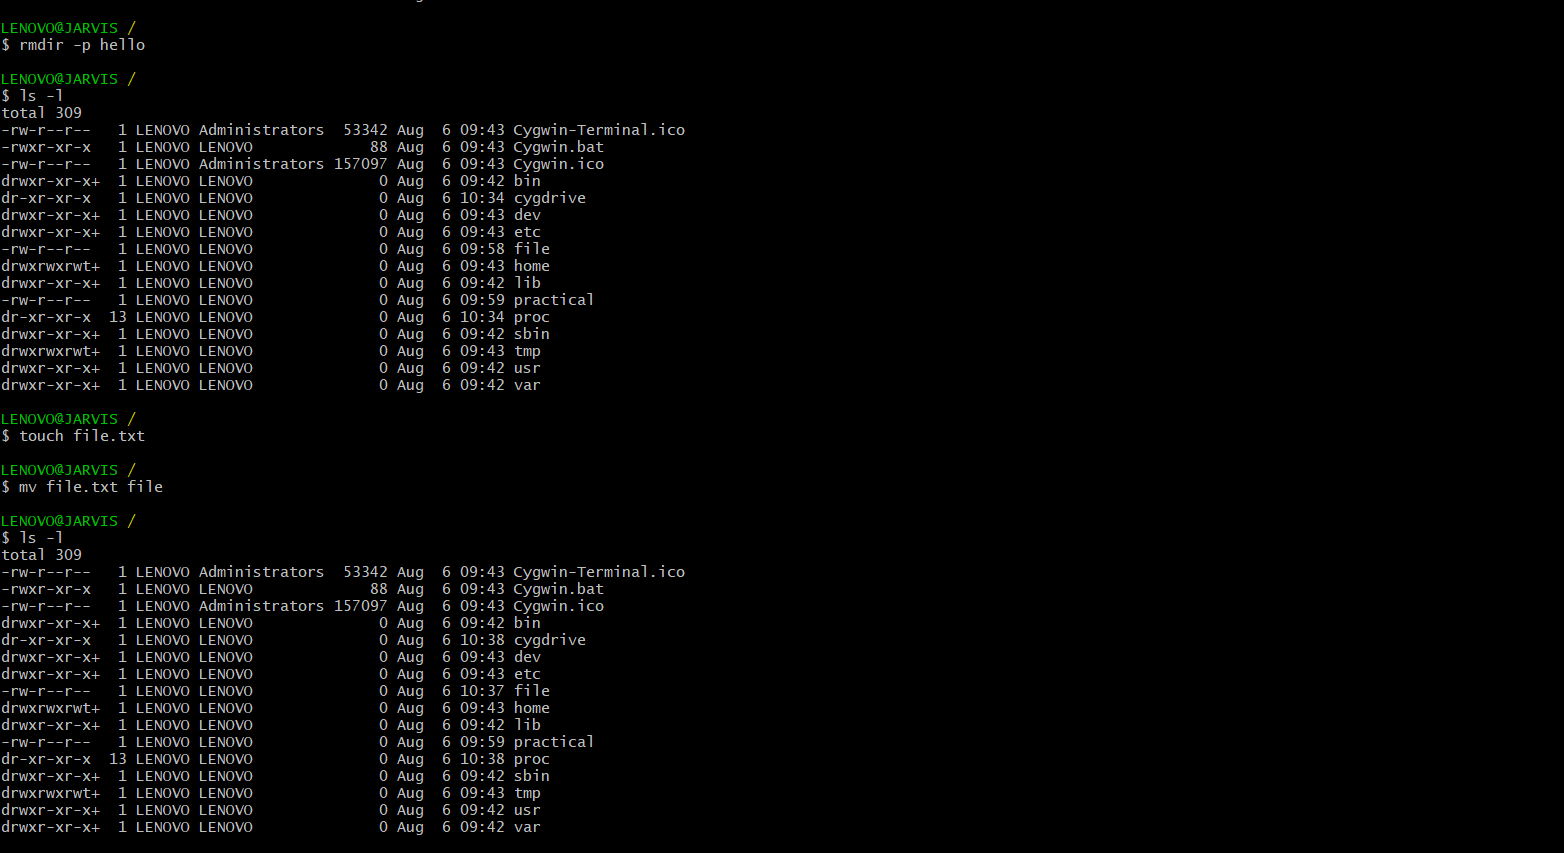 LENOVO@JARVIS /
$ rmdir -p hello
LENOVO@JARVIS /
$ ls -l
total 309
-rw-r--r--   1 LENOVO Administrators  53342 Aug  6 09:43 Cygwin-Terminal.ico
-rwxr-xr-x   1 LENOVO LENOVO             88 Aug  6 09:43 Cygwin.bat
-rw-r--r--   1 LENOVO Administrators 157097 Aug  6 09:43 Cygwin.ico
drwxr-xr-x+  1 LENOVO LENOVO              0 Aug  6 09:42 bin
dr-xr-xr-x   1 LENOVO LENOVO              0 Aug  6 10:34 cygdrive
drwxr-xr-x+  1 LENOVO LENOVO              0 Aug  6 09:43 dev
drwxr-xr-x+  1 LENOVO LENOVO              0 Aug  6 09:43 etc
-rw-r--r--   1 LENOVO LENOVO              0 Aug  6 09:58 file
drwxrwxrwt+  1 LENOVO LENOVO              0 Aug  6 09:43 home
drwxr-xr-x+  1 LENOVO LENOVO              0 Aug  6 09:42 lib
-rw-r--r--   1 LENOVO LENOVO              0 Aug  6 09:59 practical
dr-xr-xr-x  13 LENOVO LENOVO              0 Aug  6 10:34 proc
drwxr-xr-x+  1 LENOVO LENOVO              0 Aug  6 09:42 sbin
drwxrwxrwt+  1 LENOVO LENOVO              0 Aug  6 09:43 tmp
drwxr-xr-x+  1 LENOVO LENOVO              0 Aug  6 09:42 usr
drwxr-xr-x+  1 LENOVO LENOVO              0 Aug  6 09:42 var
LENOVO@JARVIS /
$ touch file.txt
LENOVO@JARVIS /
$ mv file.txt file
LENOVO@JARVIS /
$ ls -l
total 309
-rw-r--r--   1 LENOVO Administrators  53342 Aug  6 09:43 Cygwin-Terminal.ico
-rwxr-xr-x   1 LENOVO LENOVO             88 Aug  6 09:43 Cygwin.bat
-rw-r--r--   1 LENOVO Administrators 157097 Aug  6 09:43 Cygwin.ico
drwxr-xr-x+  1 LENOVO LENOVO              0 Aug  6 09:42 bin
dr-xr-xr-x   1 LENOVO LENOVO              0 Aug  6 10:38 cygdrive
drwxr-xr-x+  1 LENOVO LENOVO              0 Aug  6 09:43 dev
drwxr-xr-x+  1 LENOVO LENOVO              0 Aug  6 09:43 etc
-rw-r--r--   1 LENOVO LENOVO              0 Aug  6 10:37 file
drwxrwxrwt+  1 LENOVO LENOVO              0 Aug  6 09:43 home
drwxr-xr-x+  1 LENOVO LENOVO              0 Aug  6 09:42 lib
-rw-r--r--   1 LENOVO LENOVO              0 Aug  6 09:59 practical
dr-xr-xr-x  13 LENOVO LENOVO              0 Aug  6 10:38 proc
drwxr-xr-x+  1 LENOVO LENOVO              0 Aug  6 09:42 sbin
drwxrwxrwt+  1 LENOVO LENOVO              0 Aug  6 09:43 tmp
drwxr-xr-x+  1 LENOVO LENOVO              0 Aug  6 09:42 usr
drwxr-xr-x+  1 LENOVO LENOVO              0 Aug  6 09:42 var